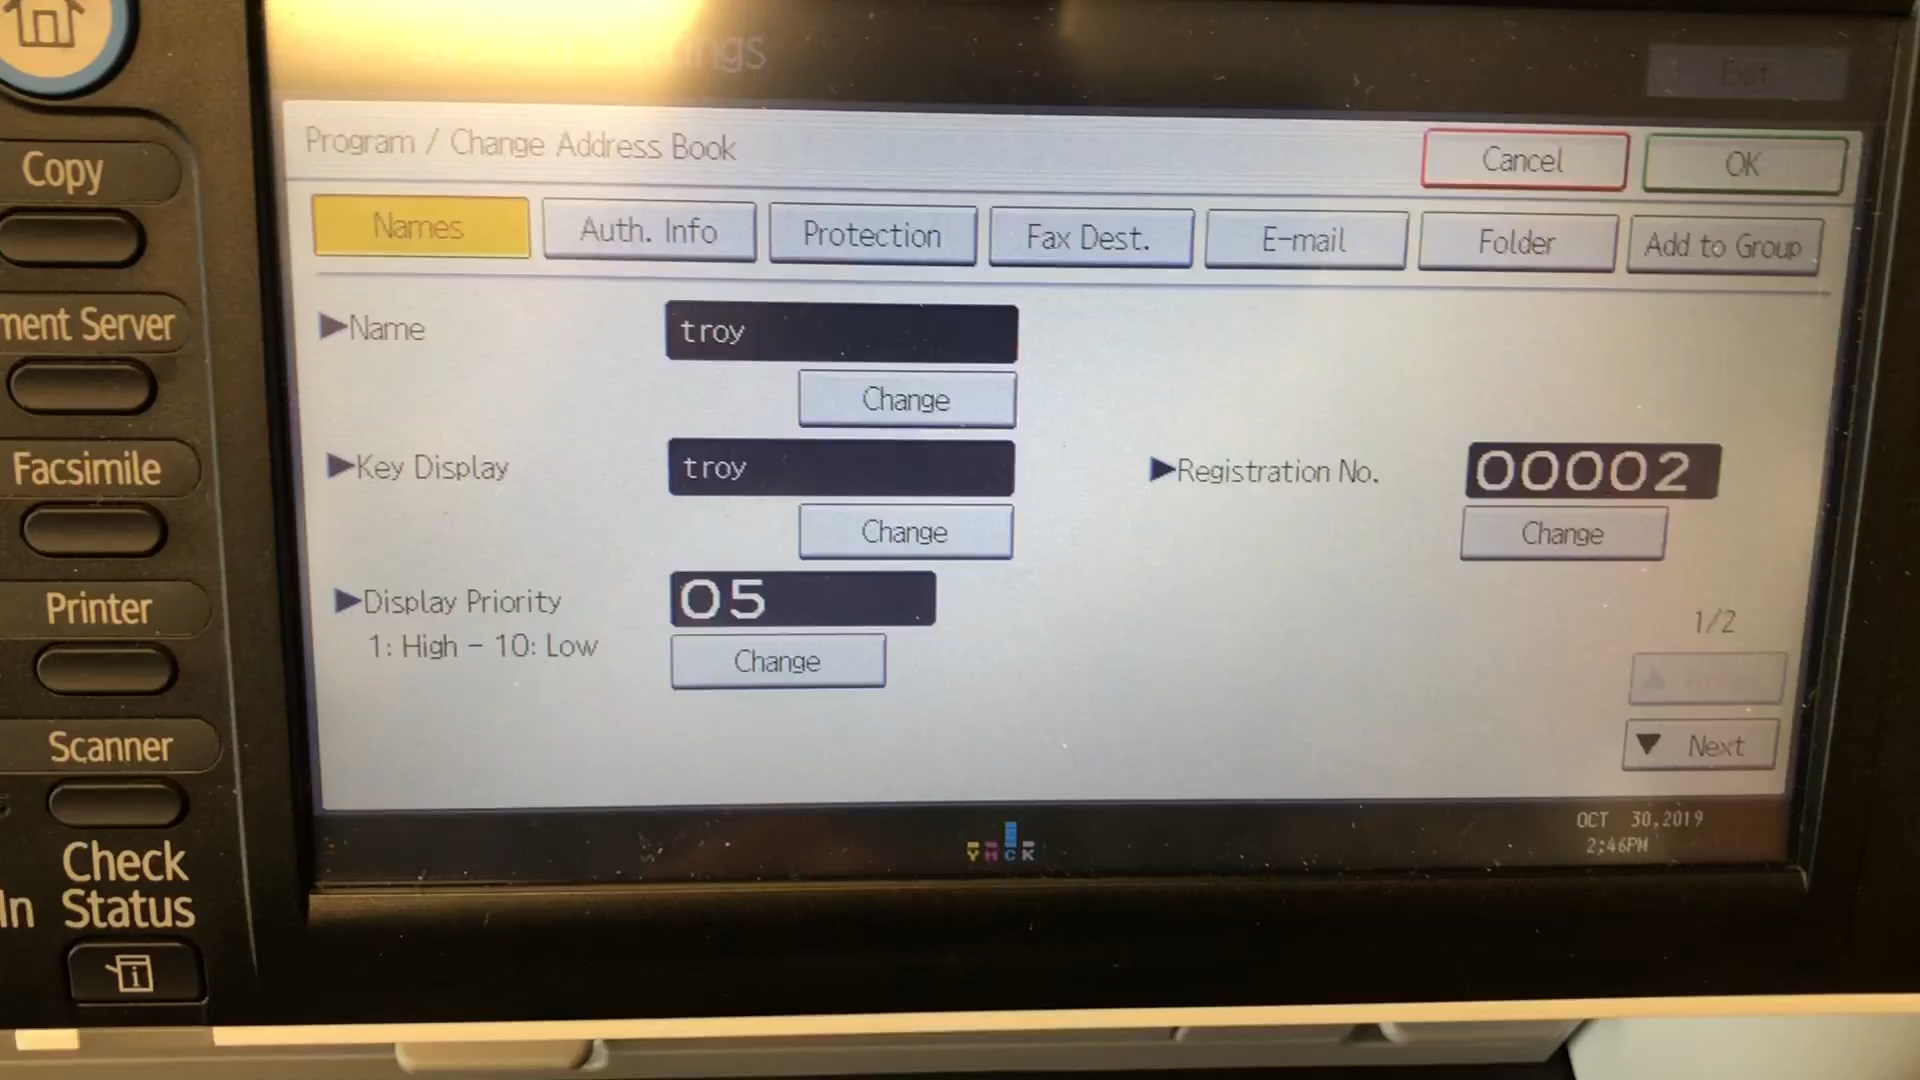 ngs
Exit
Program / Change Address Book
Cancel
OK
Names
Auth. Info
Protection
Fax Dest.
E-mail
Folder
Add to Group
▶Name
troy
Change
▶Key Display
troy
Change
▶Registration No.
00002
Change
▶Display Priority
1: High - 10: Low
05
Change
1/2
▼ Next
Y M C K
OCT 30,2019
2:46PM
Copy
ment Server
Facsimile
Printer
Scanner
Check
In Status